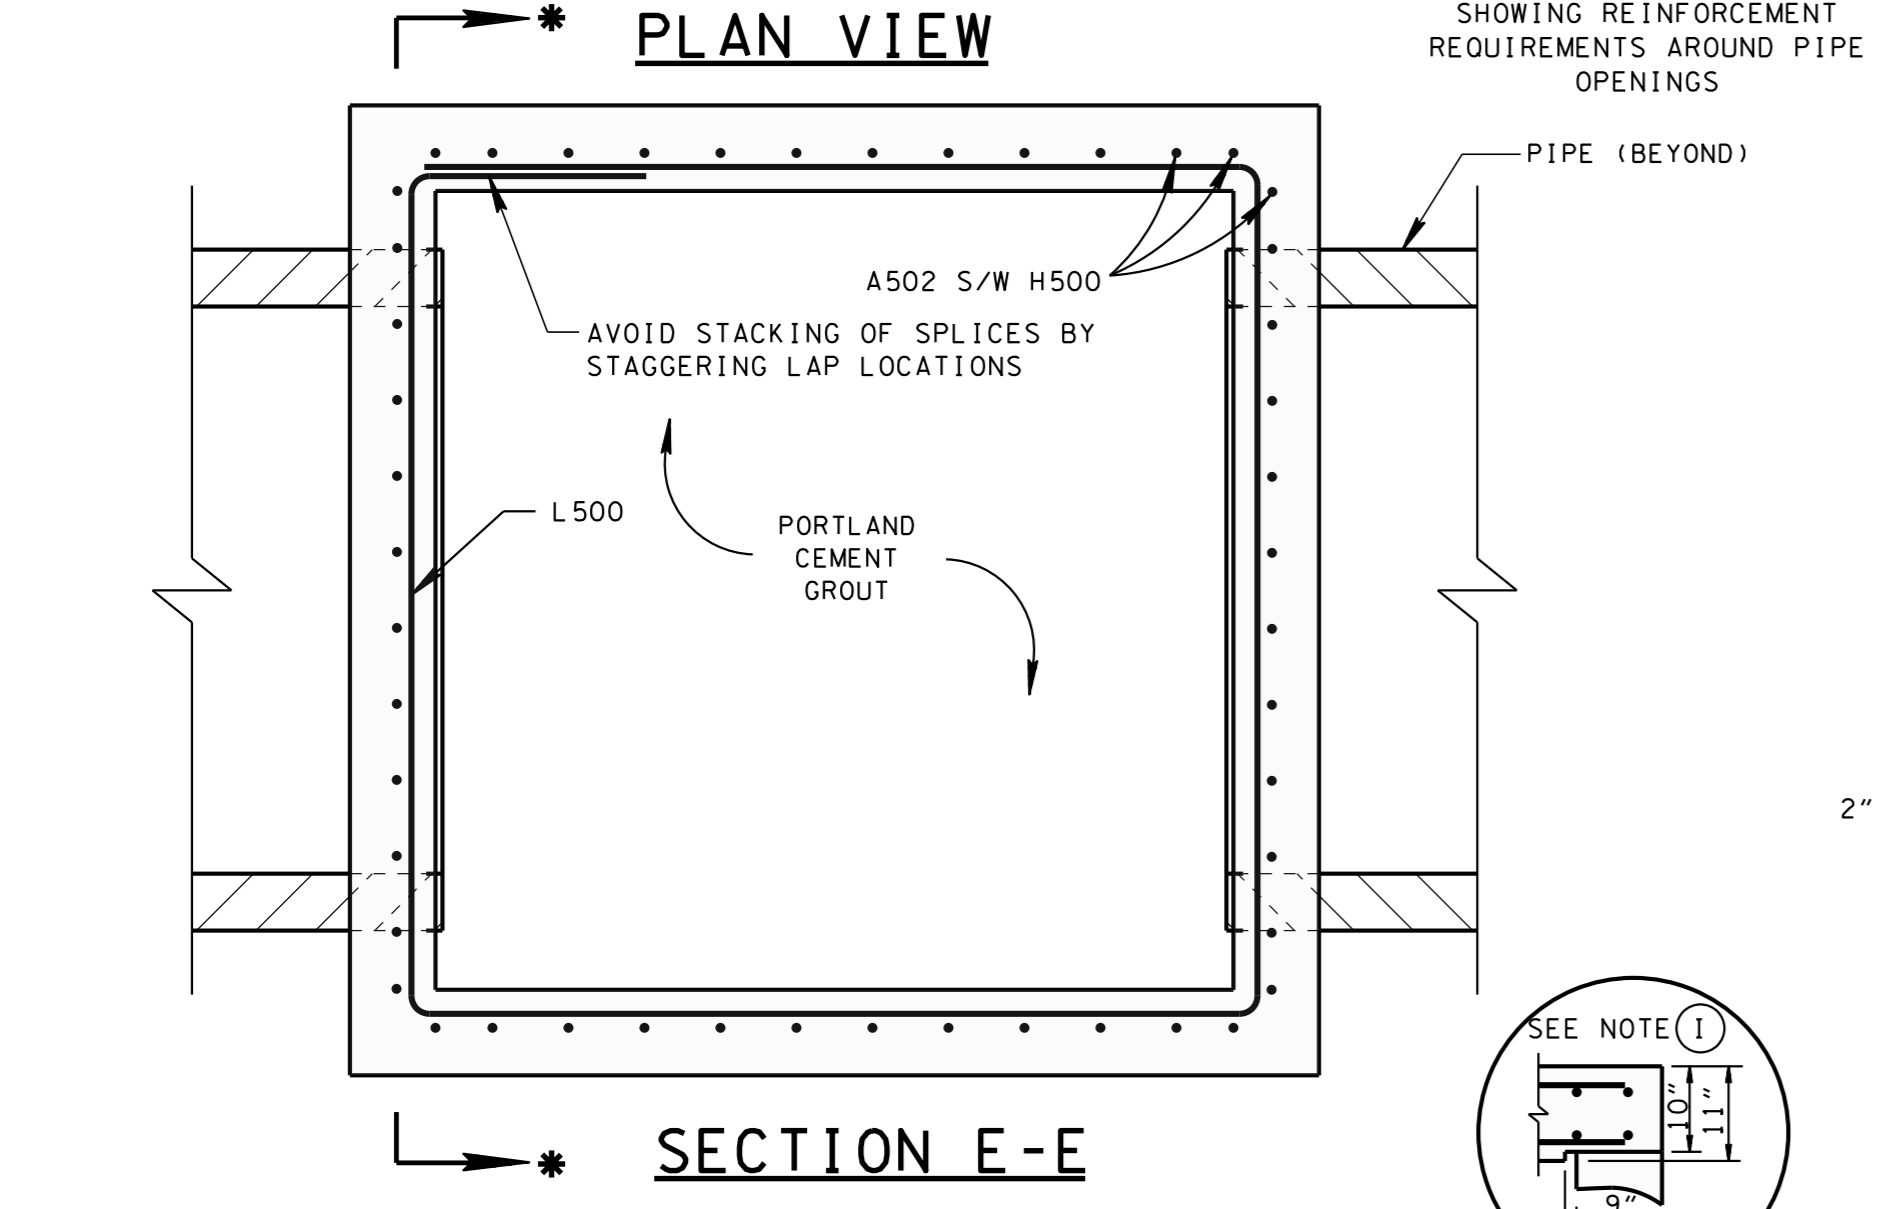 PLAN VIEW
SHOWING REINFORCEMENT
REQUIREMENTS AROUND PIPE
OPENINGS
PIPE (BEYOND)
A502 S/W H500
AVOID STACKING OF SPLICES BY
STAGGERING LAP LOCATIONS
L500
PORTLAND
CEMENT
GROUT
2"
SEE NOTE I
10"
11"
9"
SECTION E-E